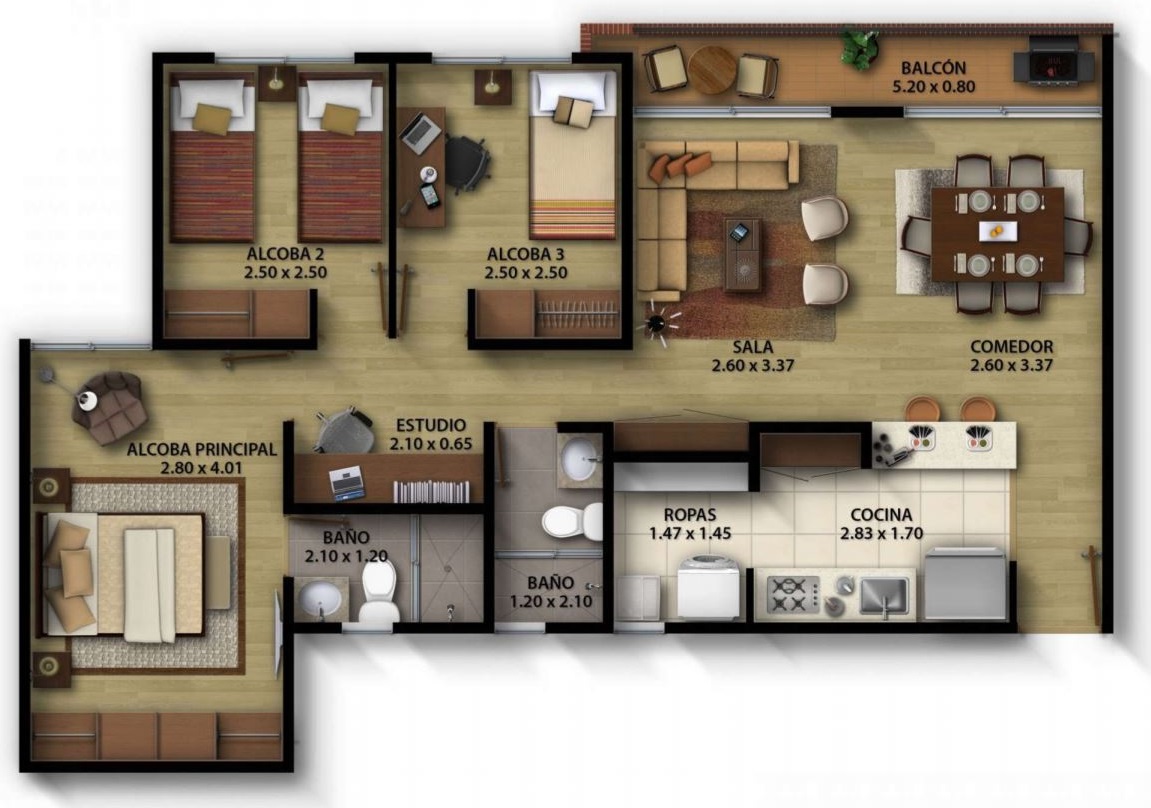 BALCÓN
5.20 x 0.80
ALCOBA 2
2.50 x 2.50
ALCOBA 3
2.50 x 2.50
SALA
2.60 x 3.37
COMEDOR
2.60 x 3.37
ESTUDIO
2.10 x 0.65
ALCOBA PRINCIPAL
2.80 x 4.01
BAÑO
2.10 x 1.20
ROPAS
1.47 x 1.45
COCINA
2.83 x 1.70
BAÑO
1.20 x 2.10